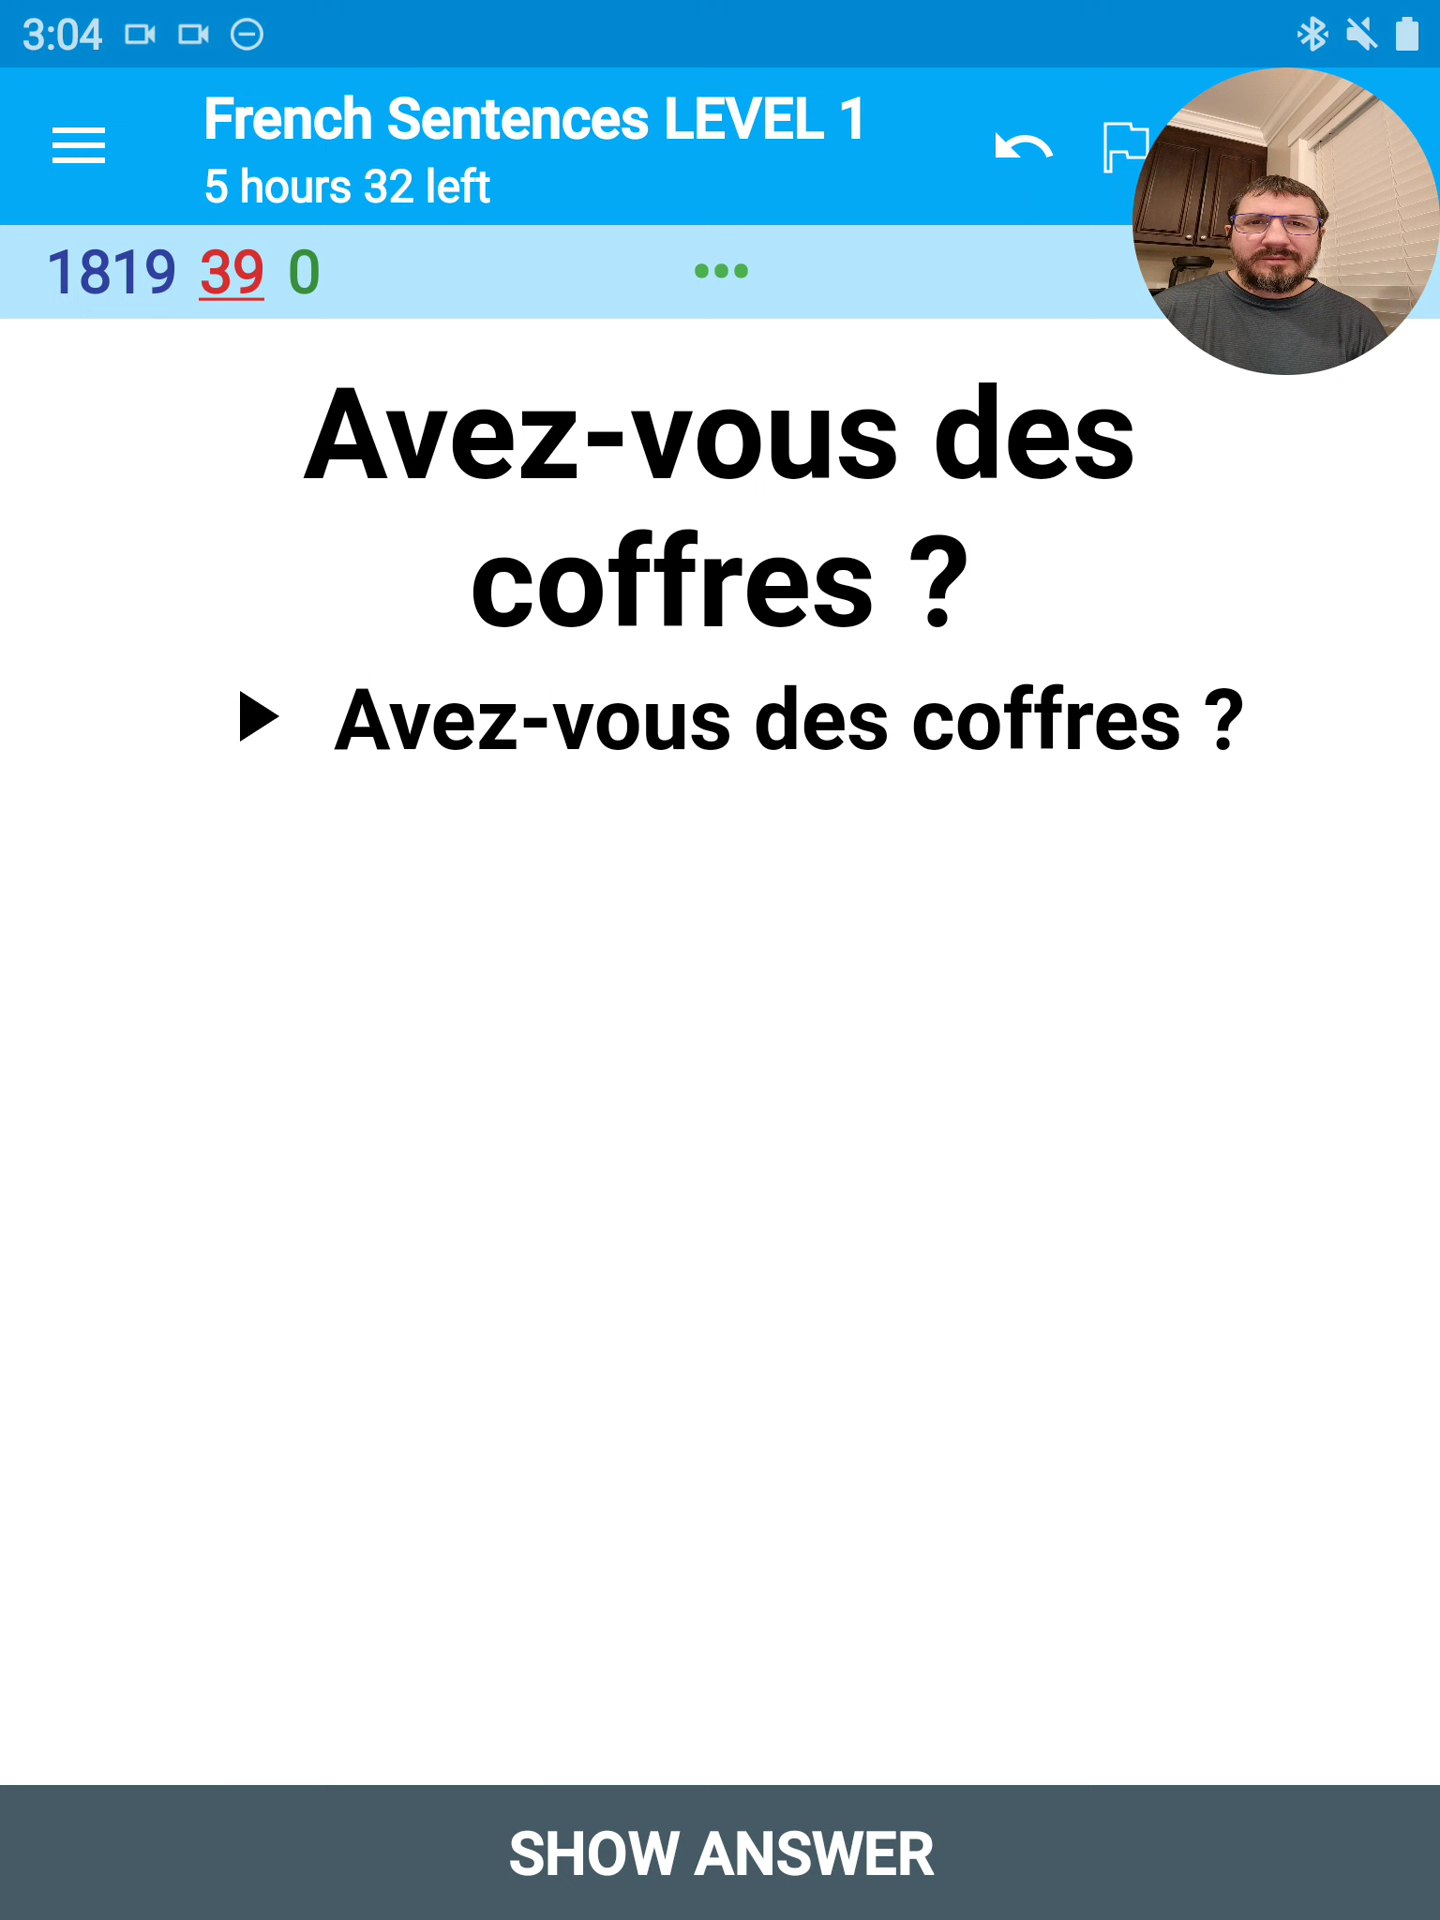 3:04
French Sentences LEVEL 1
5 hours 32 left
1819 39 0
Avez-vous des
coffres ?
Avez-vous des coffres ?
SHOW ANSWER